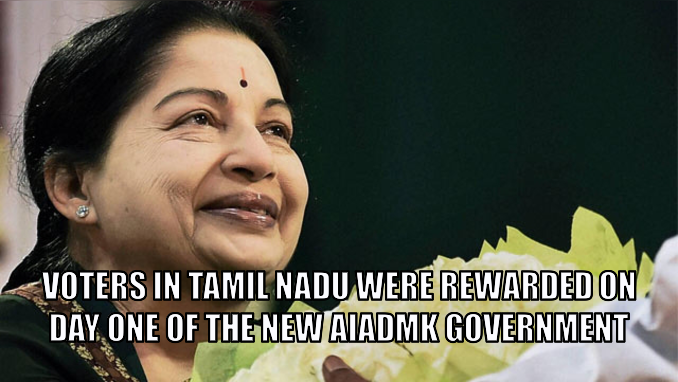 VOTERS IN TAMIL NADU WERE REWARDED ON
DAY ONE OF THE NEW AIADMK GOVERNMENT